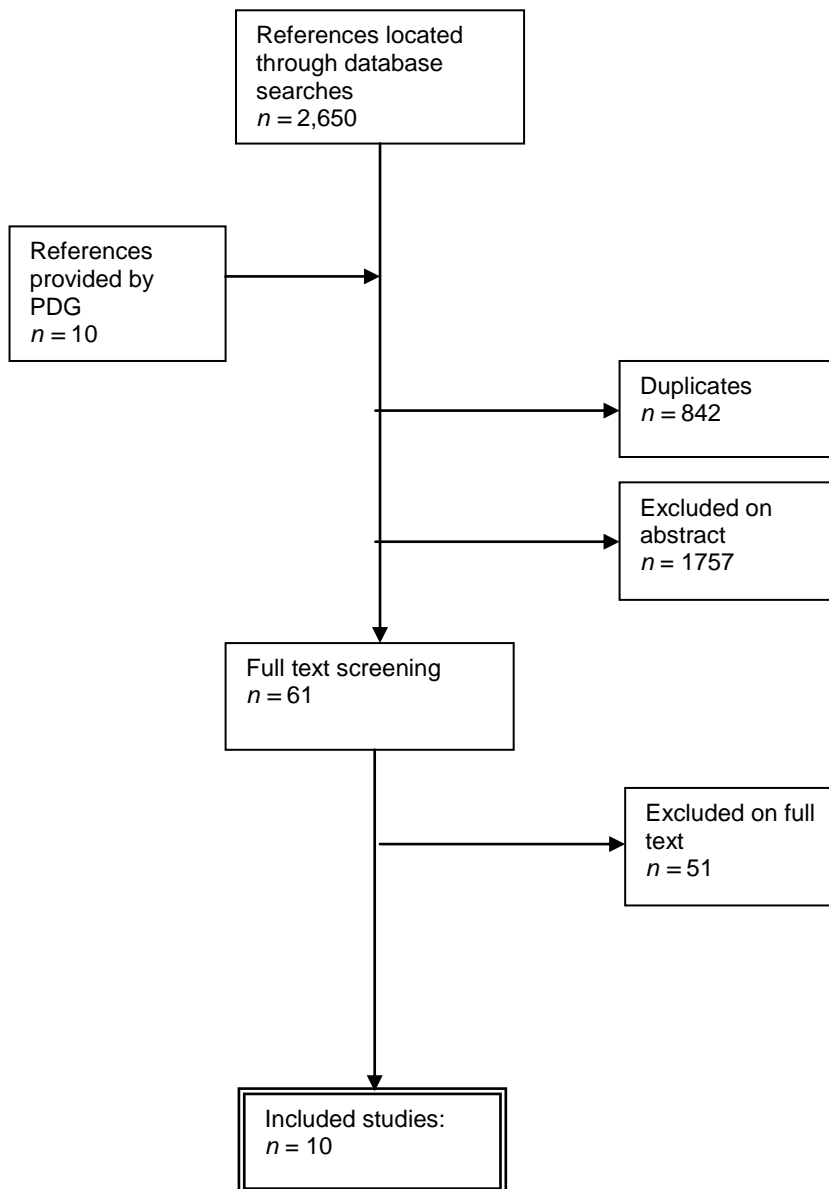 References located
through database
searches
n = 2,650
References
provided by
PDG
n = 10
Duplicates
n = 842
Excluded on
abstract
n = 1757
Full text screening
n = 61
Excluded on full
text
n = 51
Included studies:
n = 10